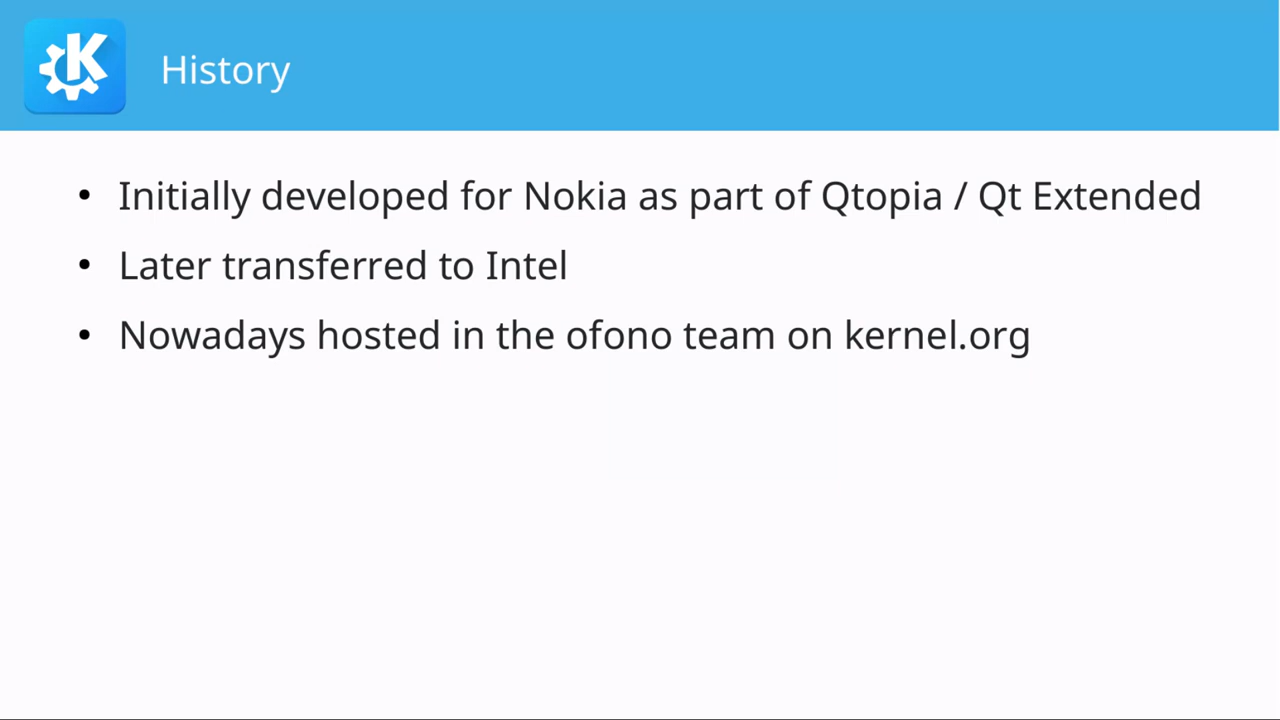 History
• Initially developed for Nokia as part of Qtopia / Qt Extended
• Later transferred to Intel
• Nowadays hosted in the ofono team on kernel.org